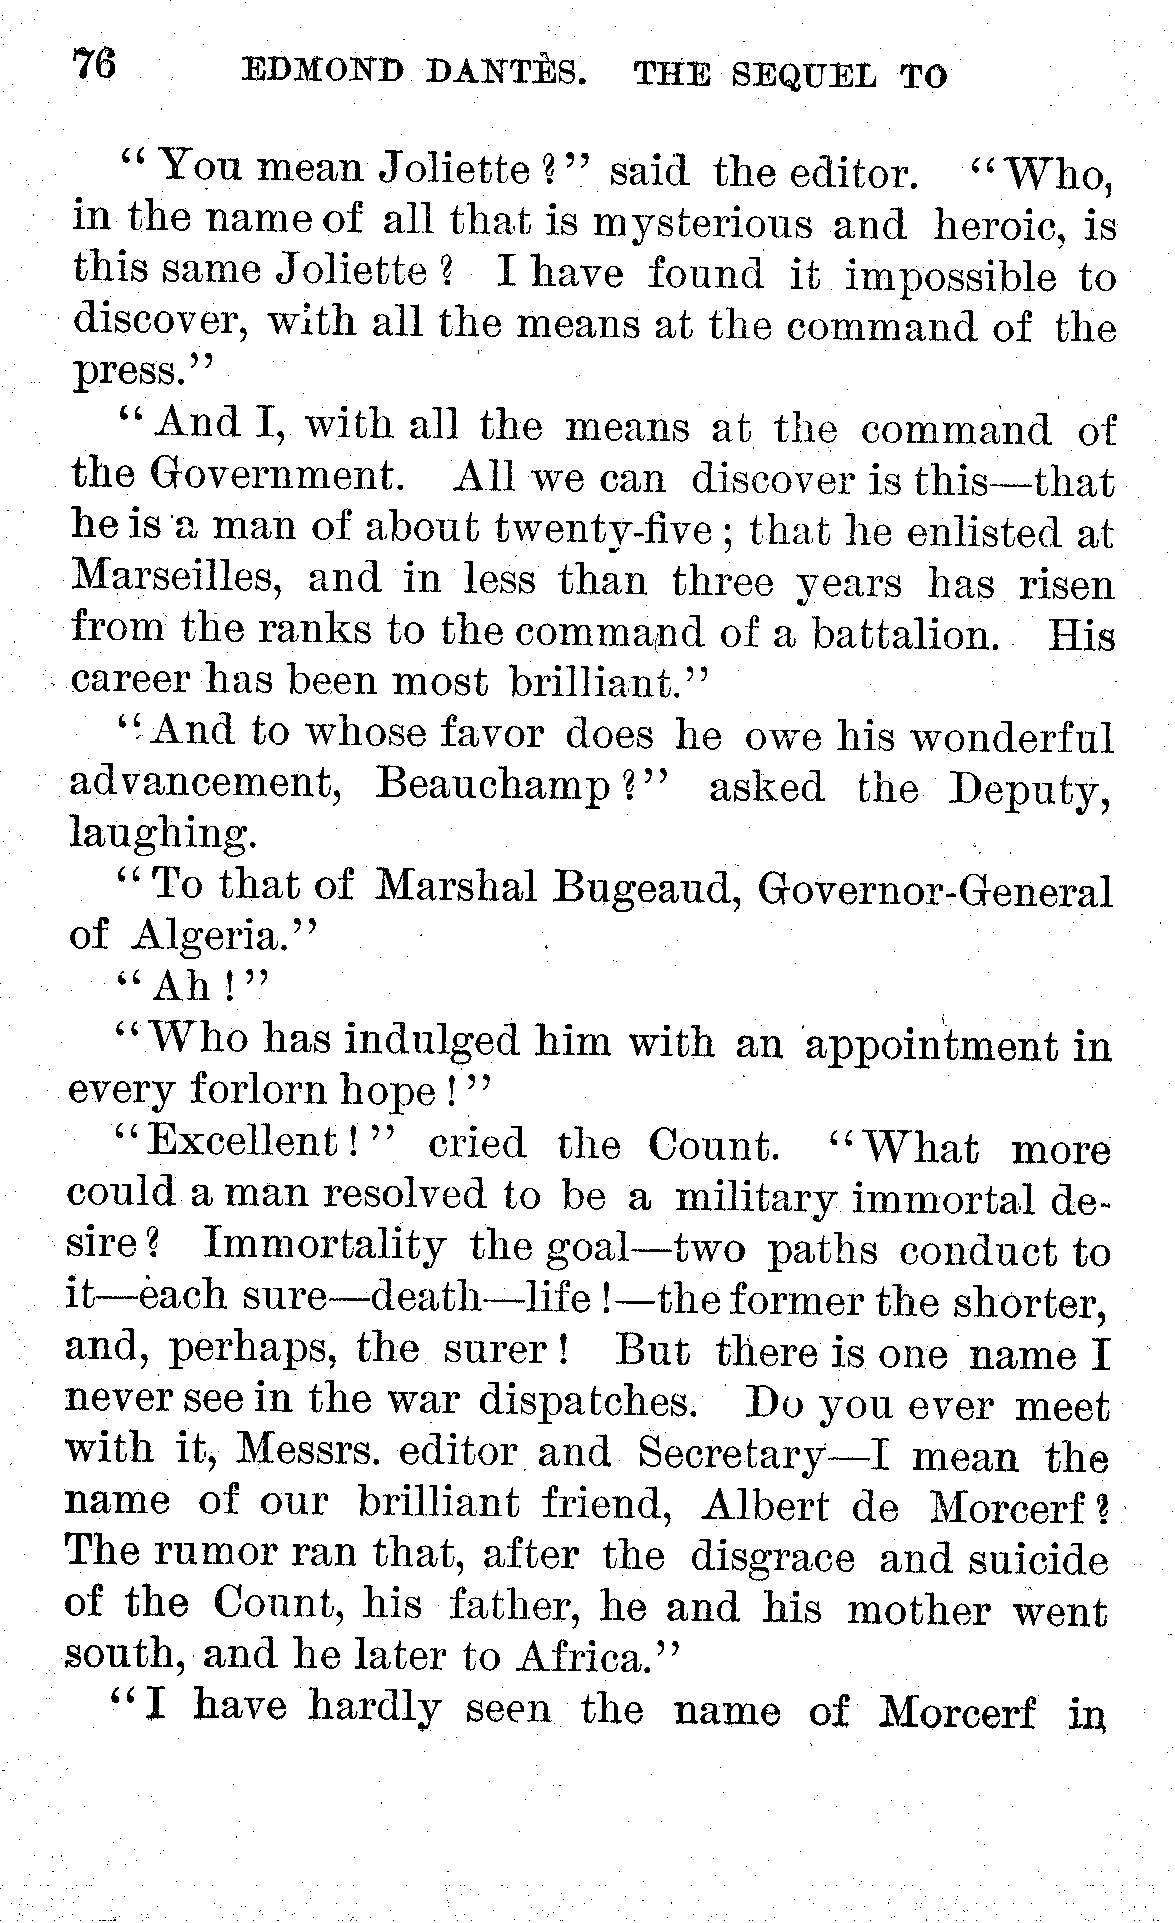 76 EDMOND DANTÈS. THE SEQUEL TO
"You mean Joliette?" said the editor. "Who,
in the name of all that is mysterious and heroic, is
this same Joliette? I have found it impossible to
discover, with all the means at the command of the
press."
"And I, with all the means at the command of
the Government. All we can discover is this—that
he is a man of about twenty-five; that he enlisted at
Marseilles, and in less than three years has risen
from the ranks to the command of a battalion. His
career has been most brilliant."
"And to whose favor does he owe his wonderful
advancement, Beauchamp?" asked the Deputy,
laughing.
"To that of Marshal Bugeaud, Governor-General
of Algeria."
"Ah!"
"Who has indulged him with an appointment in
every forlorn hope!"
"Excellent!" cried the Count. "What more
could a man resolved to be a military immortal de-
sire? Immortality the goal—two paths conduct to
it—each sure—death—life!—the former the shorter,
and, perhaps, the surer! But there is one name I
never see in the war dispatches. Do you ever meet
with it, Messrs. editor and Secretary—I mean the
name of our brilliant friend, Albert de Morcerf?
The rumor ran that, after the disgrace and suicide
of the Count, his father, he and his mother went
south, and he later to Africa."
"I have hardly seen the name of Morcerf in